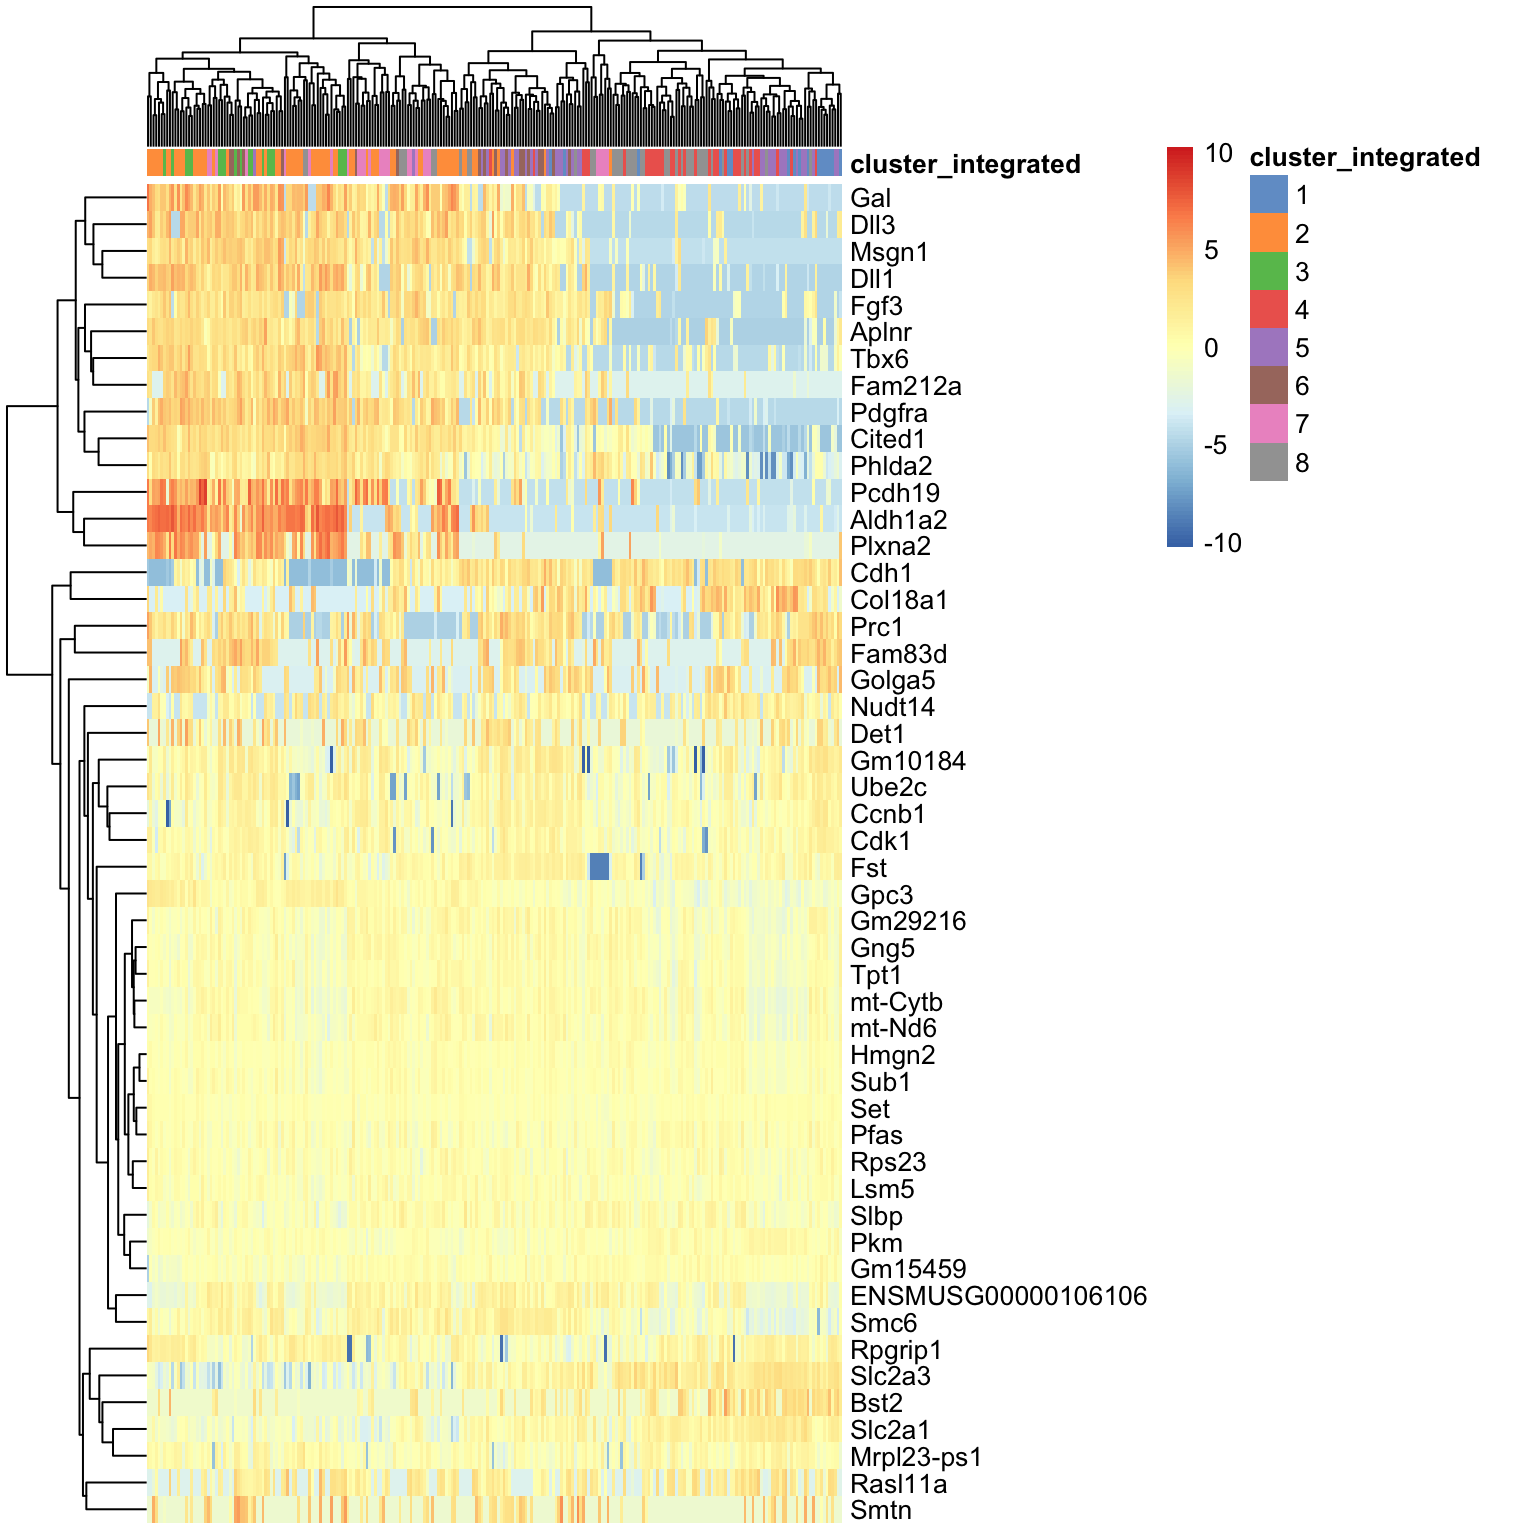 cluster_integrated
Gal
Dll3
Msgn1
Dll1
Fgf3
Aplnr
Tbx6
Fam212a
Pdgfra
Cited1
Phlda2
Pcdh19
Aldh1a2
Plxna2
Cdh1
Col18a1
Prc1
Fam83d
Golga5
Nudt14
Det1
Gm10184
Ube2c
Ccnb1
Cdk1
Fst
Gpc3
Gm29216
Gng5
Tpt1
mt-Cytb
mt-Nd6
Hmgn2
Sub1
Set
Pfas
Rps23
Lsm5
Slbp
Pkm
Gm15459
ENSMUSG00000106106
Smc6
Rpgrip1
Slc2a3
Bst2
Slc2a1
Mrpl23-ps1
Rasl11a
Smtn
10
5
0
-5
-10
cluster_integrated
1
2
3
4
5
6
7
8